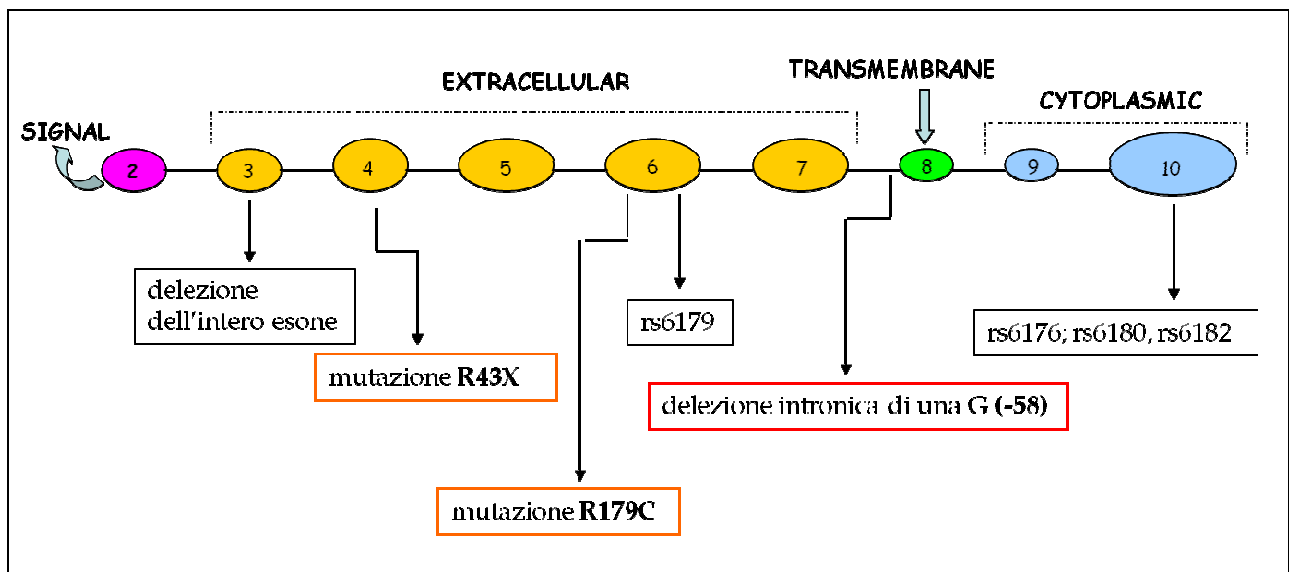 EXTRACELLULAR
TRANSMEMBRANE
CYTOPLASMIC
SIGNAL
2
3
4
5
6
7
8
9
10
delezione
dell'intero esone
rs6179
rs6176; rs6180, rs6182
mutazione R43X
delezione intronica di una G (-58)
mutazione R179C